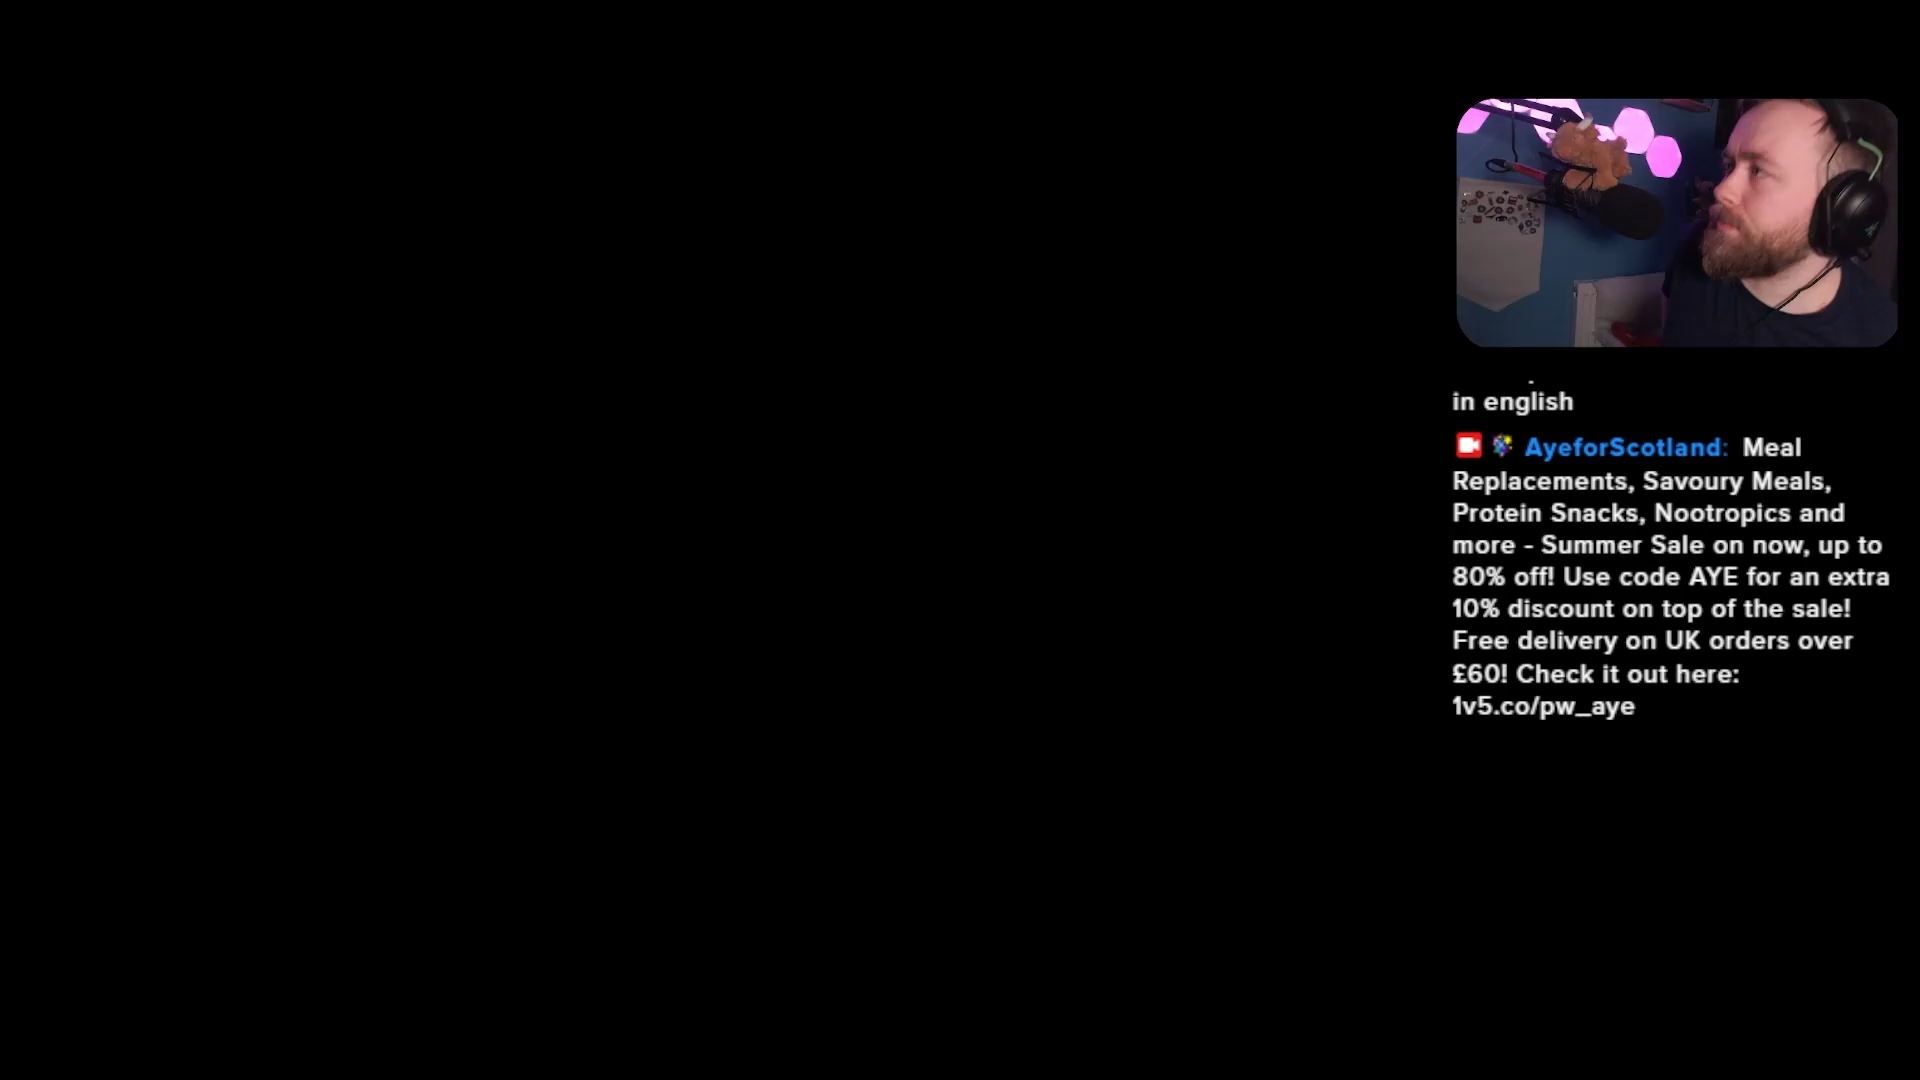 in english
AyeforScotland: Meal
Replacements, Savoury Meals,
Protein Snacks, Nootropics and
more - Summer Sale on now, up to
80% off! Use code AYE for an extra
10% discount on top of the sale!
Free delivery on UK orders over
£60! Check it out here:
1v5.co/pw_aye